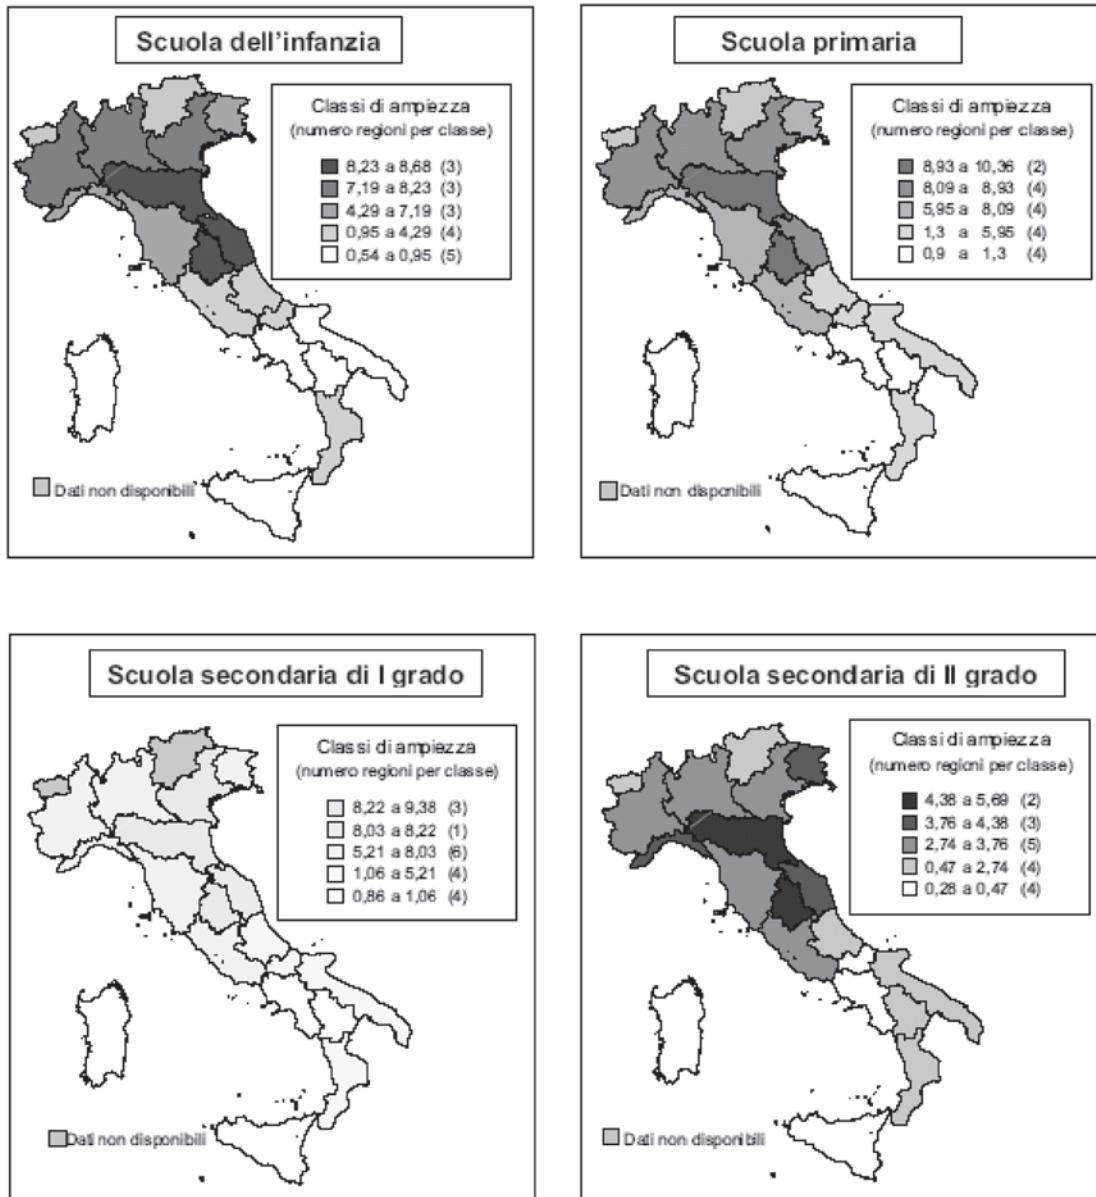 Scuola dell'infanzia
Classi di ampiezza
(numero regioni per classe)
8,23 a 8,68 (3)
7,19 a 8,23 (3)
4,29 a 7,19 (3)
0,95 a 4,29 (4)
0,54 a 0,95 (5)
Dati non disponibili
Scuola primaria
Classi di ampiezza
(numero regioni per classe)
8,93 a 10,36 (2)
8,09 a 8,93 (4)
5,95 a 8,09 (4)
1,3 a 5,95 (4)
0,9 a 1,3 (4)
Dati non disponibili
Scuola secondaria di I grado
Classi di ampiezza
(numero regioni per classe)
8,22 a 9,38 (3)
8,03 a 8,22 (1)
5,21 a 8,03 (6)
1,06 a 5,21 (4)
0,86 a 1,06 (4)
Dati non disponibili
Scuola secondaria di II grado
Classi di ampiezza
(numero regioni per classe)
4,38 a 5,69 (2)
3,76 a 4,38 (3)
2,74 a 3,76 (5)
0,47 a 2,74 (4)
0,28 a 0,47 (4)
Dati non disponibili